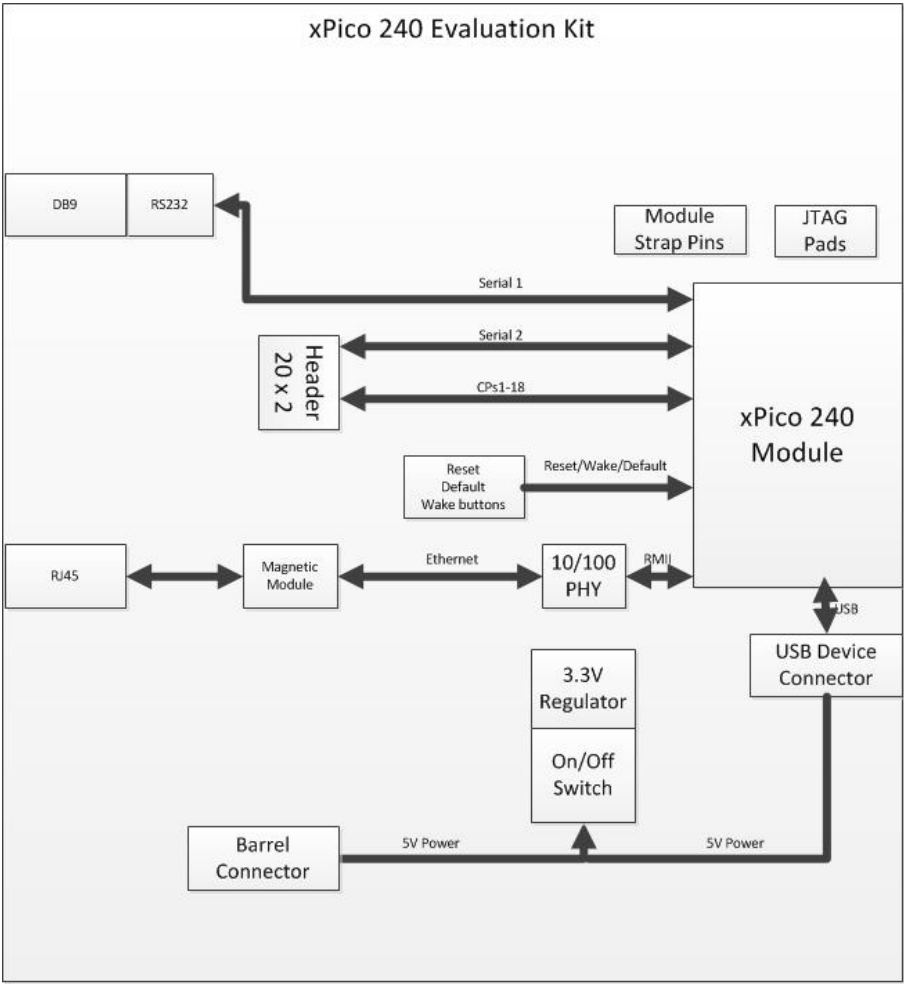 xPico 240 Evaluation Kit
DB9
RS232
Module
Strap Pins
JTAG
Pads
Serial 1
Serial 2
Header
20 x 2
CPs1-18
xPico 240
Module
Reset
Default
Wake buttons
Reset/Wake/Default
RJ45
Magnetic
Module
Ethernet
10/100
PHY
RMII
USB
USB Device
Connector
3.3V
Regulator
On/Off
Switch
Barrel
Connector
5V Power
5V Power